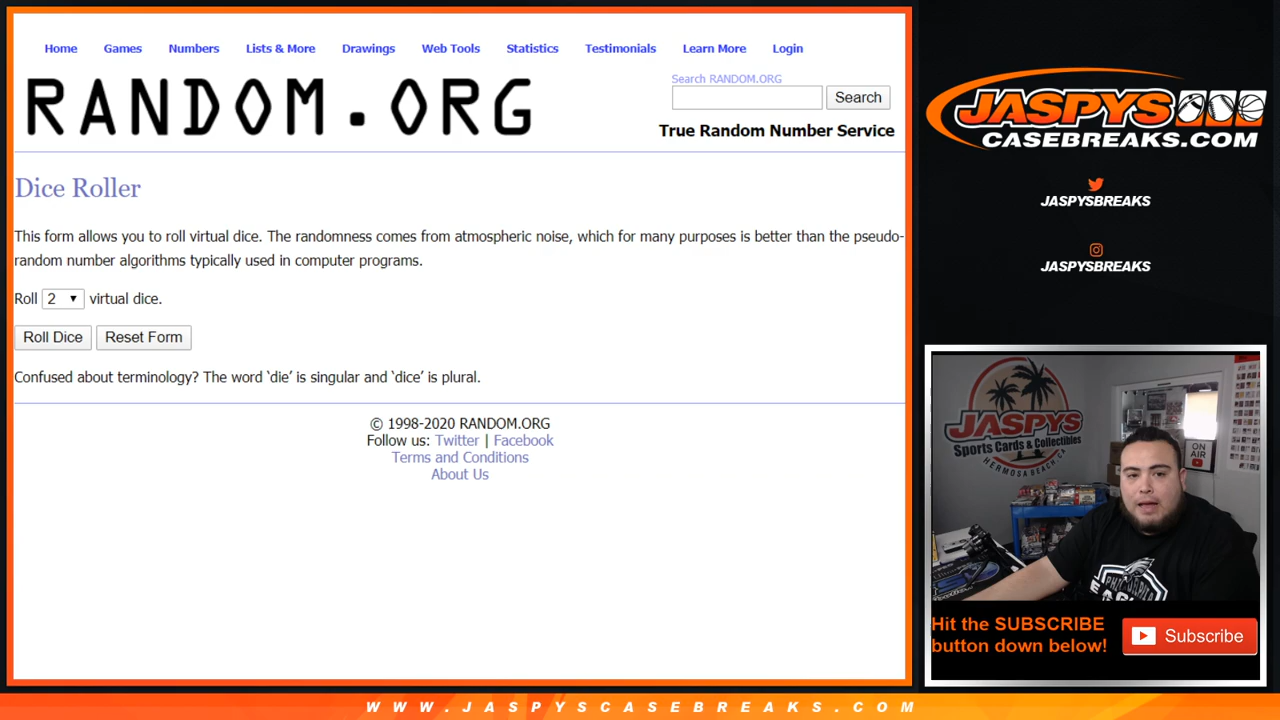 Home Games Numbers Lists & More Drawings Web Tools Statistics Testimonials Learn More Login
RANDOM.ORG
Search RANDOM.ORG
Search
True Random Number Service
Dice Roller
This form allows you to roll virtual dice. The randomness comes from atmospheric noise, which for many purposes is better than the pseudo-
random number algorithms typically used in computer programs.
Roll 2 virtual dice.
Roll Dice Reset Form
Confused about terminology? The word ‘die’ is singular and ‘dice’ is plural.
© 1998-2020 RANDOM.ORG
Follow us: Twitter | Facebook
Terms and Conditions
About Us
JASPYS
CASEBREAKS.COM
JASPYSBREAKS
JASPYSBREAKS
JASPYS
Sports Cards & Collectibles
HERMOSA BEACH, CA
ON
AIR
Hit the SUBSCRIBE
button down below!
Subscribe
WWW.JASPYSCASEBREAKS.COM